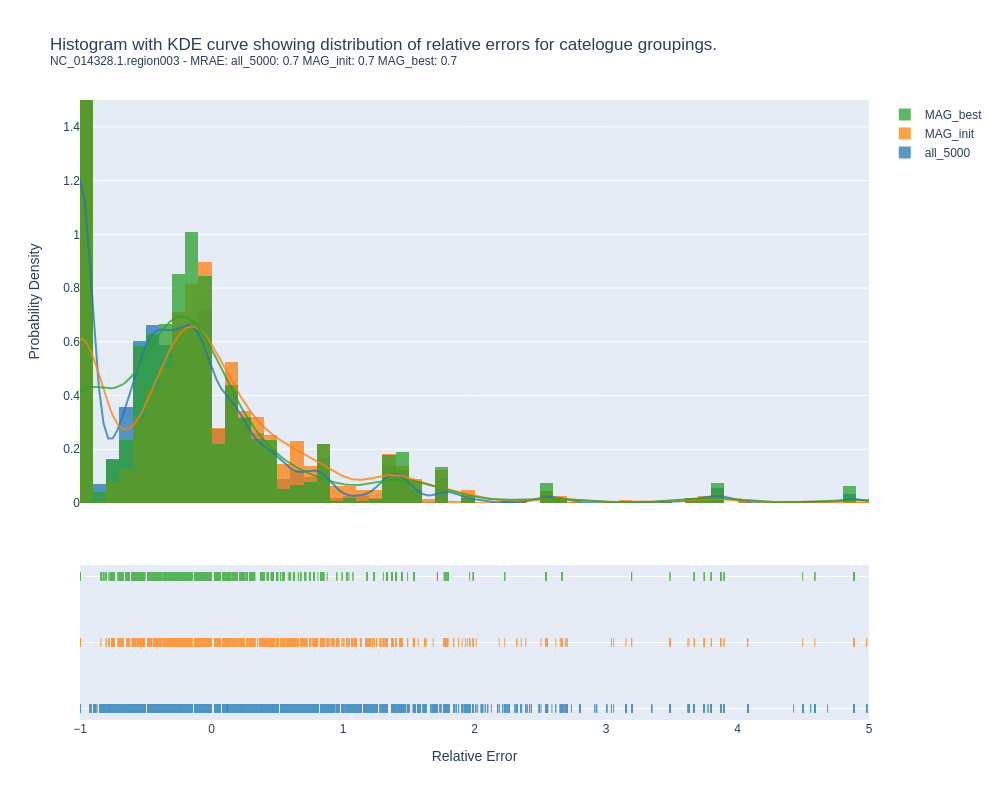 Histogram with KDE curve showing distribution of relative errors for catelogue groupings.
NC_014328.1.region003 - MRAE: all_5000: 0.7 MAG_init: 0.7 MAG_best: 0.7
MAG_best
MAG_init
all_5000
Probability Density
1.4
1.2
1
0.8
0.6
0.4
0.2
0
−1
0
1
2
3
4
5
Relative Error